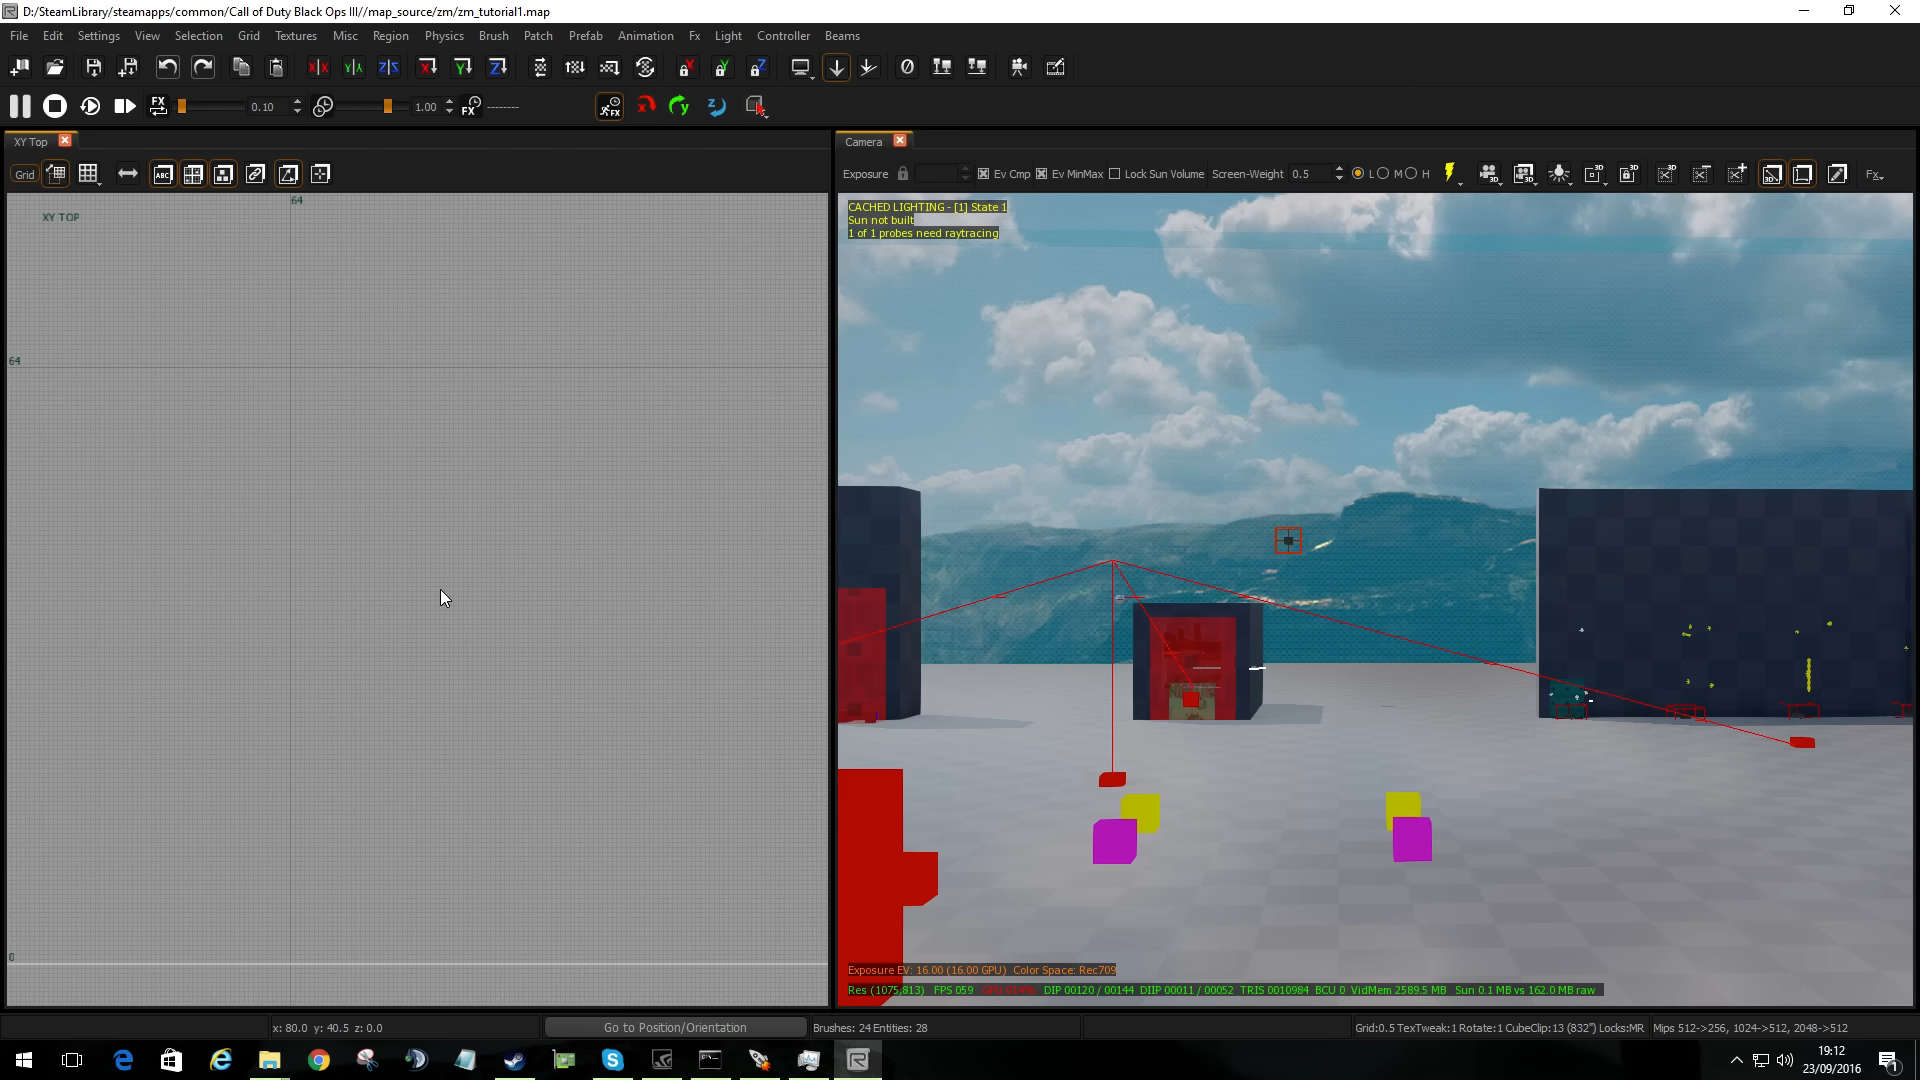 D:/SteamLibrary/steamapps/common/Call of Duty Black Ops III//map_source/zm/zm_tutorial1.map
File Edit Settings View Selection Grid Textures Misc Region Physics Brush Patch Prefab Animation Fx Light Controller Beams
FX 0.10 1.00 FX --------
XY Top
Camera
Grid ABC
Exposure Ev Cmp Ev MinMax Lock Sun Volume Screen-Weight 0.5 L M H Fx
64
XY TOP
64
0
CACHED LIGHTING - [1] State 1
Sun not built
1 of 1 probes need raytracing
Exposure EV: 16.00 (16.00 GPU) Color Space: Rec709
Res (1075,813) FPS 059 DIP 00120 / 00144 DIIP 00011 / 00052 TRIS 0010984 BCU 0 VidMem 2589.5 MB Sun 0.1 MB vs 162.0 MB raw
x: 80.0 y: 40.5 z: 0.0
Go to Position/Orientation
Brushes: 24 Entities: 28
Grid:0.5 TexTweak:1 Rotate:1 CubeClip:13 (832") Locks:MR
Mips 512->256, 1024->512, 2048->512
19:12
23/09/2016
1